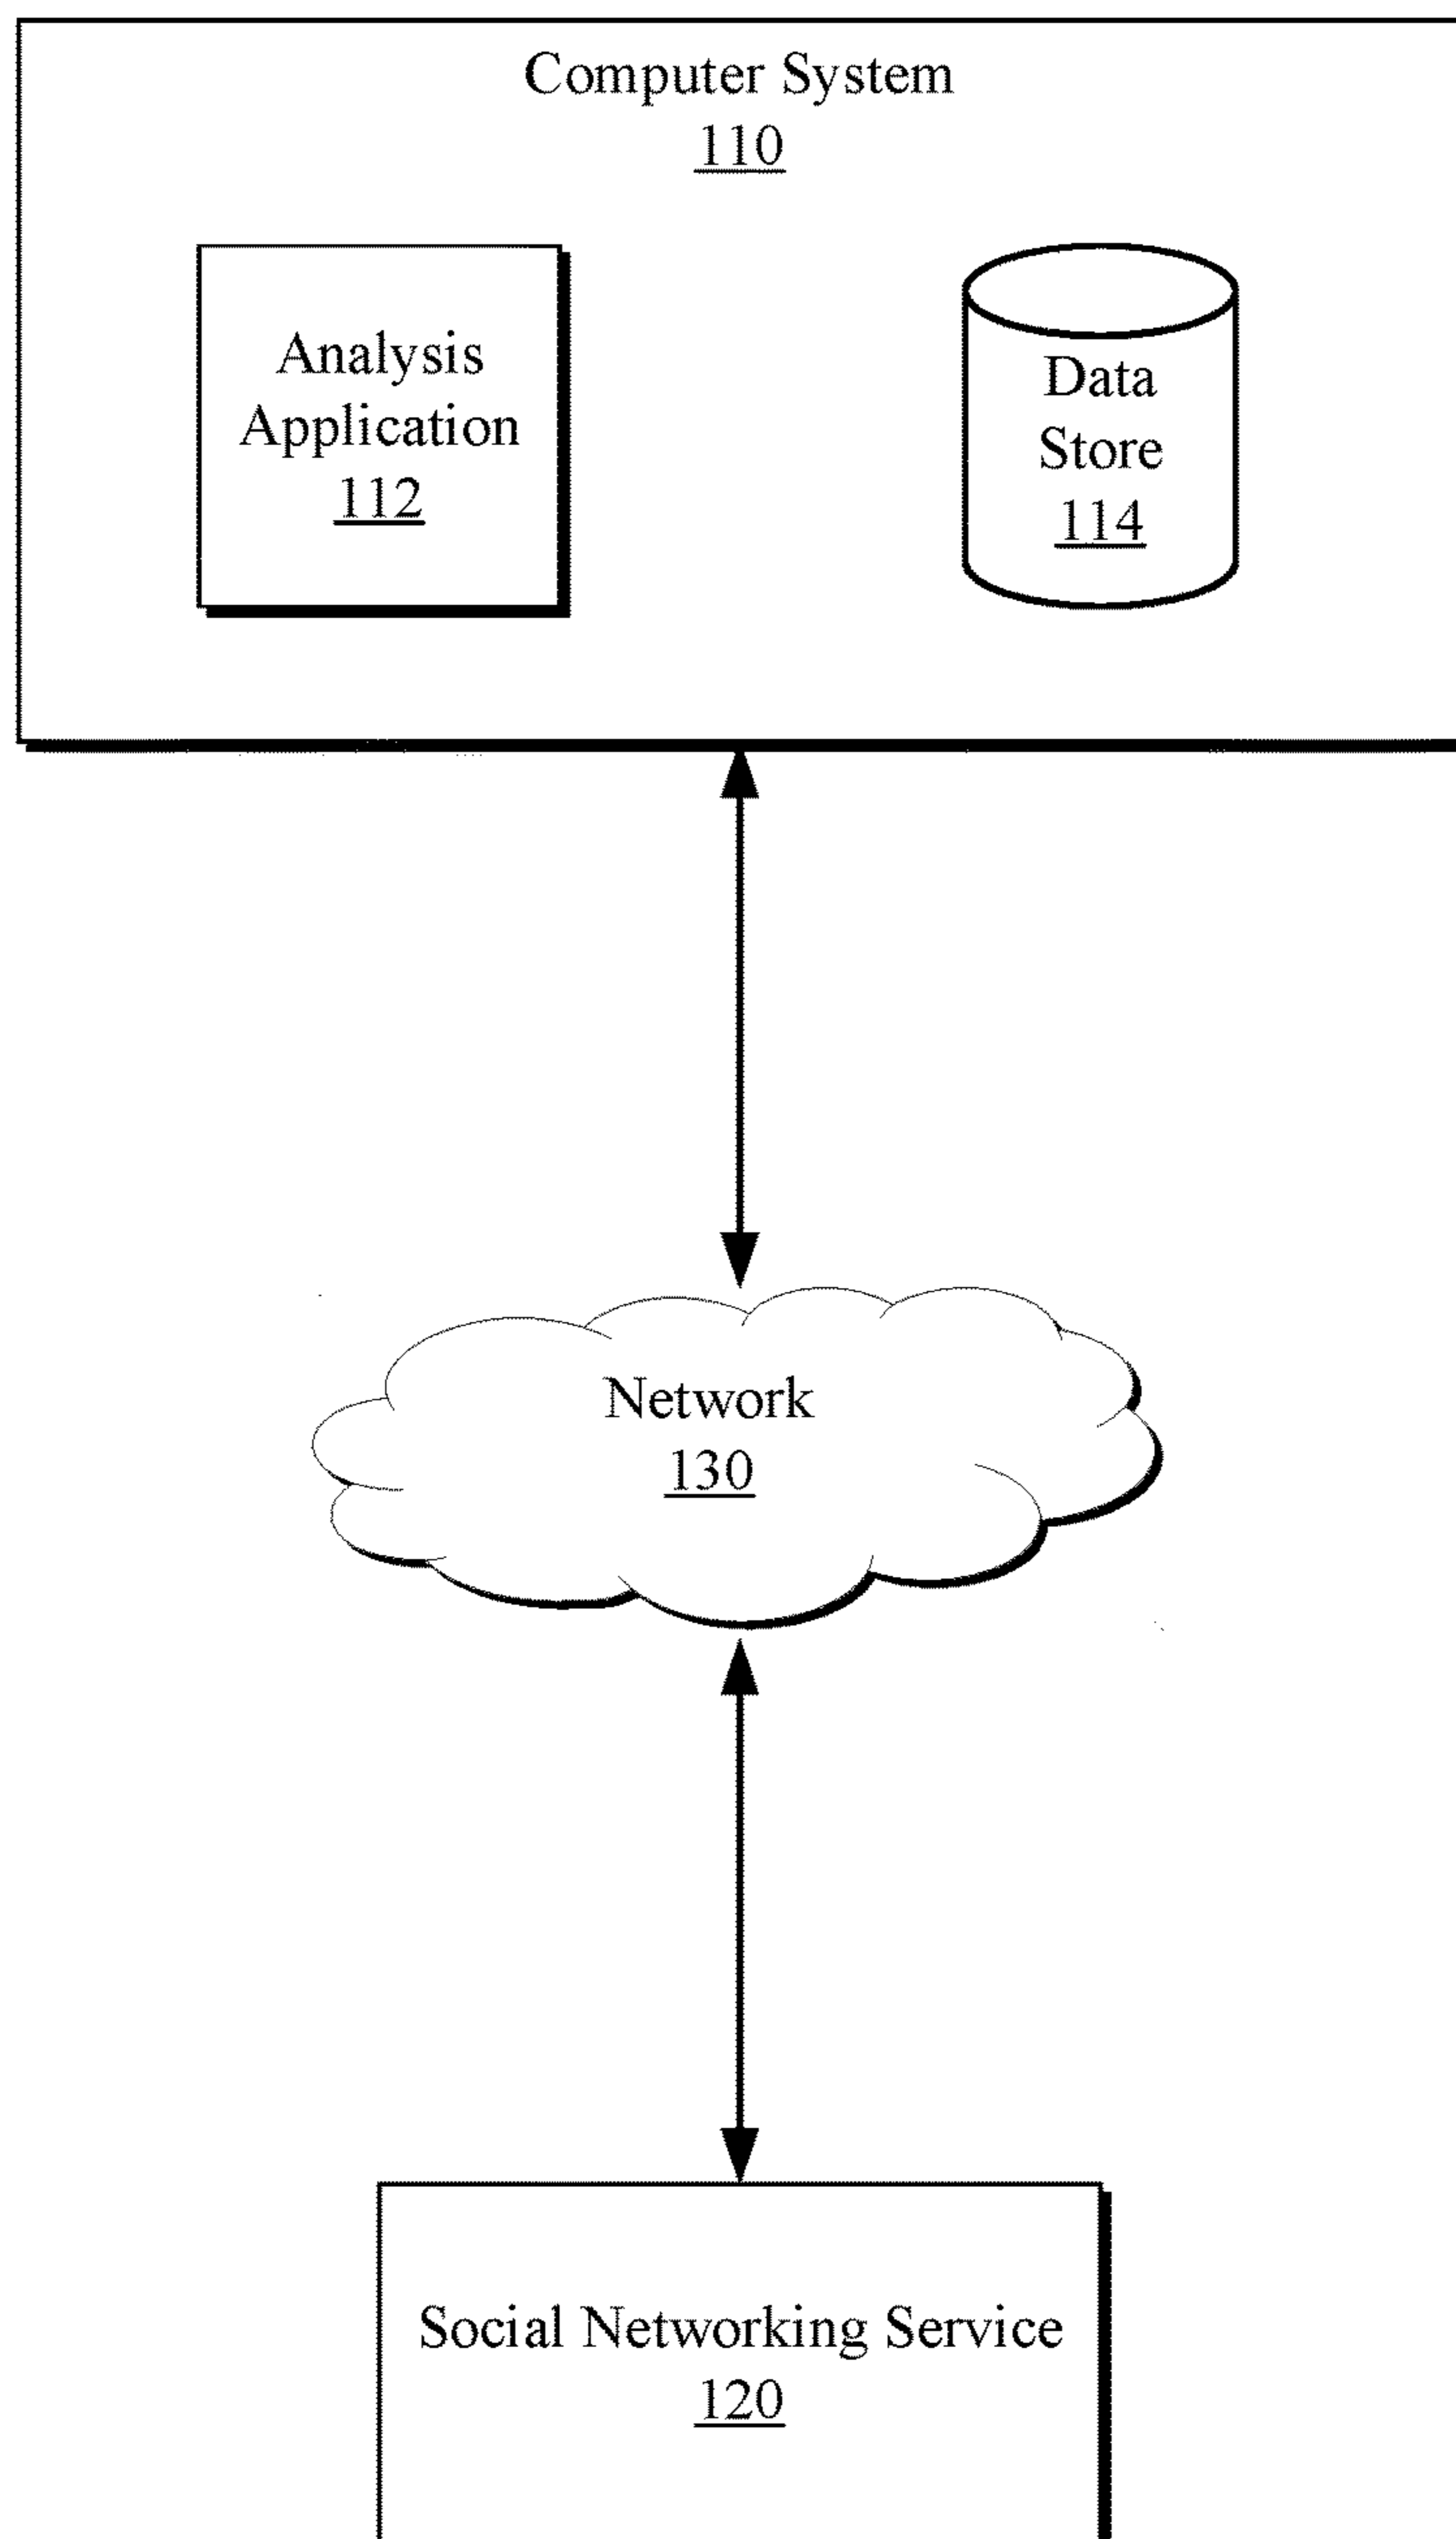 Computer System
110
Analysis
Application
112
Data
Store
114
Network
130
Social Networking Service
120